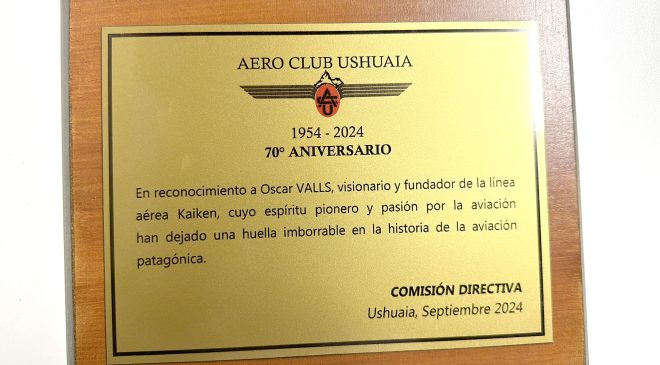 AERO CLUB USHUAIA
ACU
1954 - 2024
70° ANIVERSARIO
En reconocimiento a Oscar VALLS, visionario y fundador de la línea
aérea Kaiken, cuyo espíritu pionero y pasión por la aviación
han dejado una huella imborrable en la historia de la aviación
patagónica.
COMISIÓN DIRECTIVA
Ushuaia, Septiembre 2024